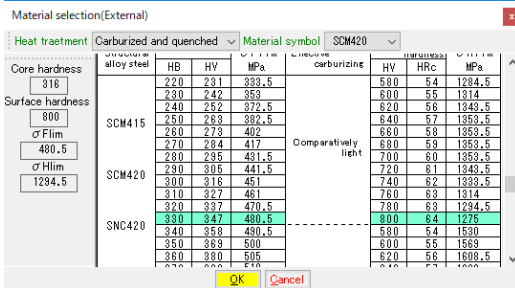 Material selection(External)
x
Heat traetment Carburized and quenched Material symbol SCM420
Core hardness
316
Surface hardness
800
σFlim
480.5
σHlim
1294.5
alloy steel HB HV MPa carburizing HV HRc MPa
220 231 333.5 580 54 1284.5
230 242 353 600 55 1314
240 252 372.5 620 56 1343.5
SCM415 250 263 382.5 640 57 1353.5
260 273 402 660 58 1353.5
270 284 417 Comparatively 680 59 1353.5
280 295 431.5 light 700 60 1353.5
SCM420 290 305 441.5 720 61 1343.5
300 316 451 740 62 1333.5
310 327 461 760 63 1314
320 337 470.5 780 63 1294.5
SNC420 330 347 480.5 800 64 1275
340 358 490.5 580 54 1530
350 369 500 600 55 1569
360 380 505 620 56 1608.5
OK Cancel